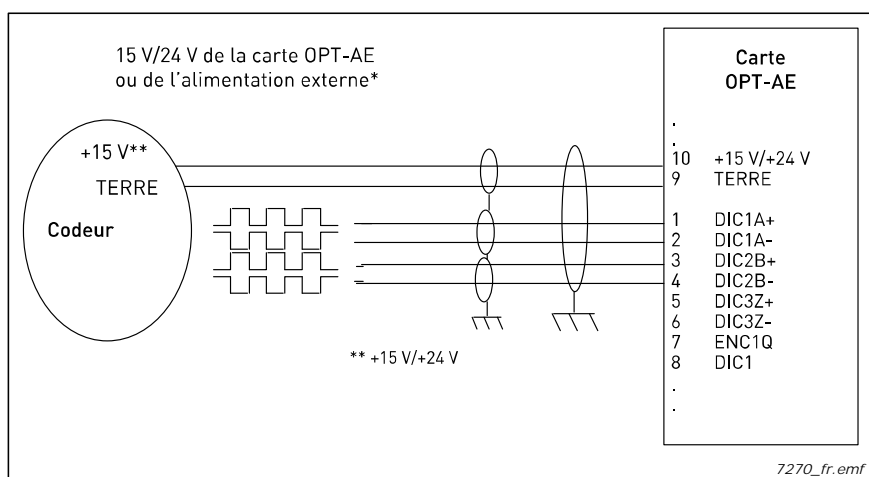 15 V/24 V de la carte OPT-AE
ou de l'alimentation externe*
Carte
OPT-AE
.
.
+15 V**
TERRE
Codeur
10 +15 V/+24 V
9 TERRE
1 DIC1A+
2 DIC1A-
3 DIC2B+
4 DIC2B-
5 DIC3Z+
6 DIC3Z-
7 ENC1Q
8 DIC1
.
.
** +15 V/+24 V
7270_fr.emf